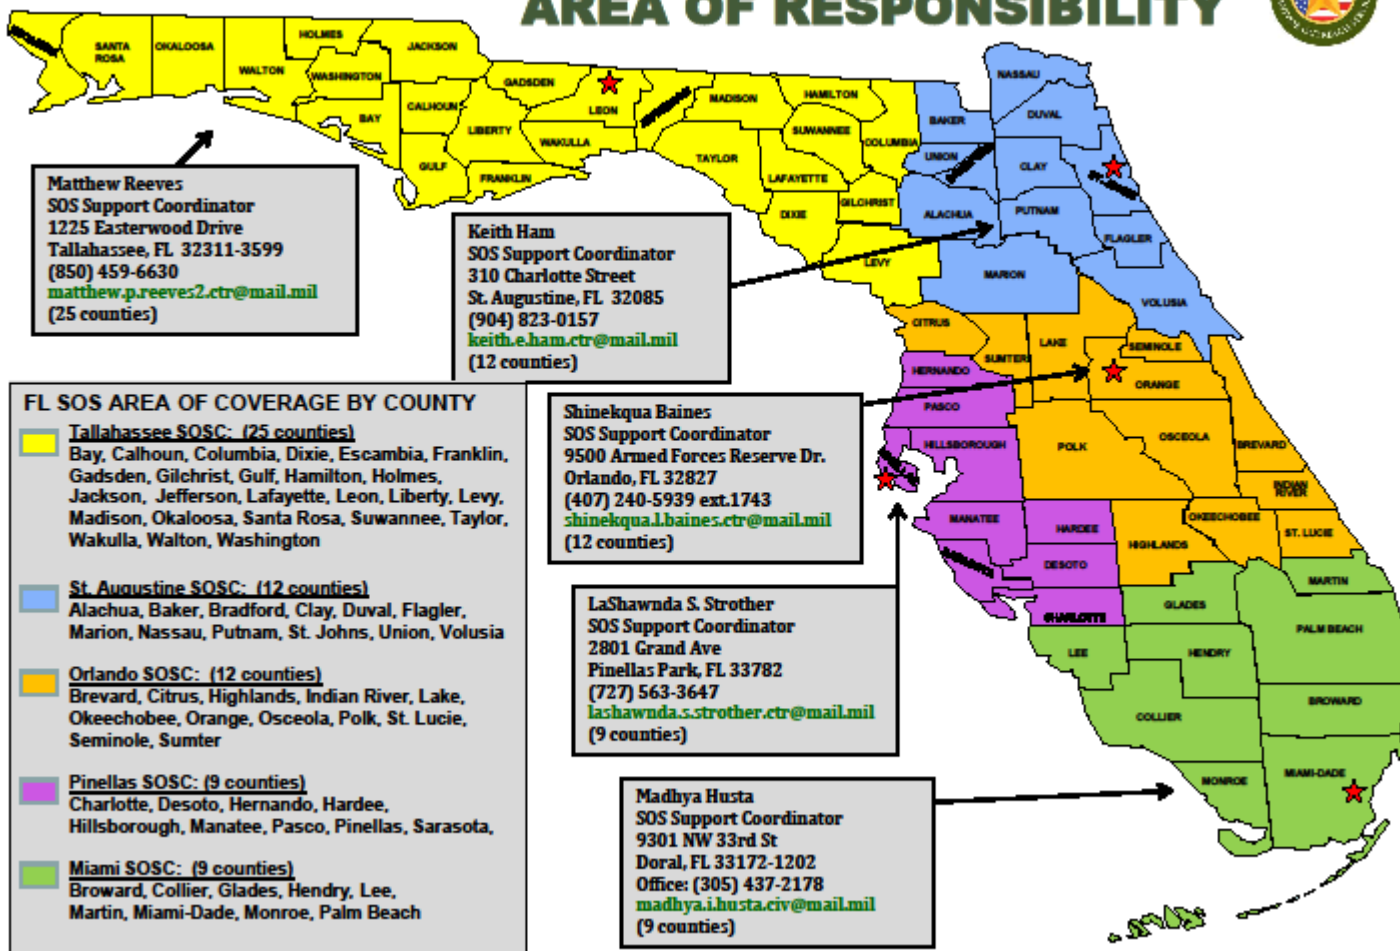 AREA OF RESPONSIBILITY
SANTA
ROSA
OKALOOSA
WALTON
HOLMES
WASHINGTON
JACKSON
BAY
CALHOUN
GULF
GADSDEN
LIBERTY
FRANKLIN
LEON
WAKULLA
MADISON
TAYLOR
HAMILTON
SUWANNEE
LAFAYETTE
COLUMBIA
DIXIE
GILCHRIST
LEVY
NASSAU
BAKER
DUVAL
UNION
CLAY
ALACHUA
PUTNAM
FLAGLER
MARION
VOLUSIA
CITRUS
SUMTER
LAKE
SEMINOLE
ORANGE
HERNANDO
PASCO
HILLSBOROUGH
POLK
OSCEOLA
BREVARD
INDIAN
RIVER
MANATEE
HARDEE
HIGHLANDS
OKEECHOBEE
ST. LUCIE
DESOTO
CHARLOTTE
GLADES
MARTIN
LEE
HENDRY
PALM BEACH
COLLIER
BROWARD
MONROE
MIAMI-DADE
Matthew Reeves
SOS Support Coordinator
1225 Easterwood Drive
Tallahassee, FL 32311-3599
(850) 459-6630
matthew.p.reeves2.ctr@mail.mil
(25 counties)
Keith Ham
SOS Support Coordinator
310 Charlotte Street
St. Augustine, FL 32085
(904) 823-0157
keith.e.ham.ctr@mail.mil
(12 counties)
Shinekqua Baines
SOS Support Coordinator
9500 Armed Forces Reserve Dr.
Orlando, FL 32827
(407) 240-5939 ext.1743
shinekqua.l.baines.ctr@mail.mil
(12 counties)
LaShawnda S. Strother
SOS Support Coordinator
2801 Grand Ave
Pinellas Park, FL 33782
(727) 563-3647
lashawnda.s.strother.ctr@mail.mil
(9 counties)
Madhya Husta
SOS Support Coordinator
9301 NW 33rd St
Doral, FL 33172-1202
Office: (305) 437-2178
madhya.i.husta.civ@mail.mil
(9 counties)
FL SOS AREA OF COVERAGE BY COUNTY
Tallahassee SOSC: (25 counties)
Bay, Calhoun, Columbia, Dixie, Escambia, Franklin,
Gadsden, Gilchrist, Gulf, Hamilton, Holmes,
Jackson, Jefferson, Lafayette, Leon, Liberty, Levy,
Madison, Okaloosa, Santa Rosa, Suwannee, Taylor,
Wakulla, Walton, Washington
St. Augustine SOSC: (12 counties)
Alachua, Baker, Bradford, Clay, Duval, Flagler,
Marion, Nassau, Putnam, St. Johns, Union, Volusia
Orlando SOSC: (12 counties)
Brevard, Citrus, Highlands, Indian River, Lake,
Okeechobee, Orange, Osceola, Polk, St. Lucie,
Seminole, Sumter
Pinellas SOSC: (9 counties)
Charlotte, Desoto, Hernando, Hardee,
Hillsborough, Manatee, Pasco, Pinellas, Sarasota,
Miami SOSC: (9 counties)
Broward, Collier, Glades, Hendry, Lee,
Martin, Miami-Dade, Monroe, Palm Beach